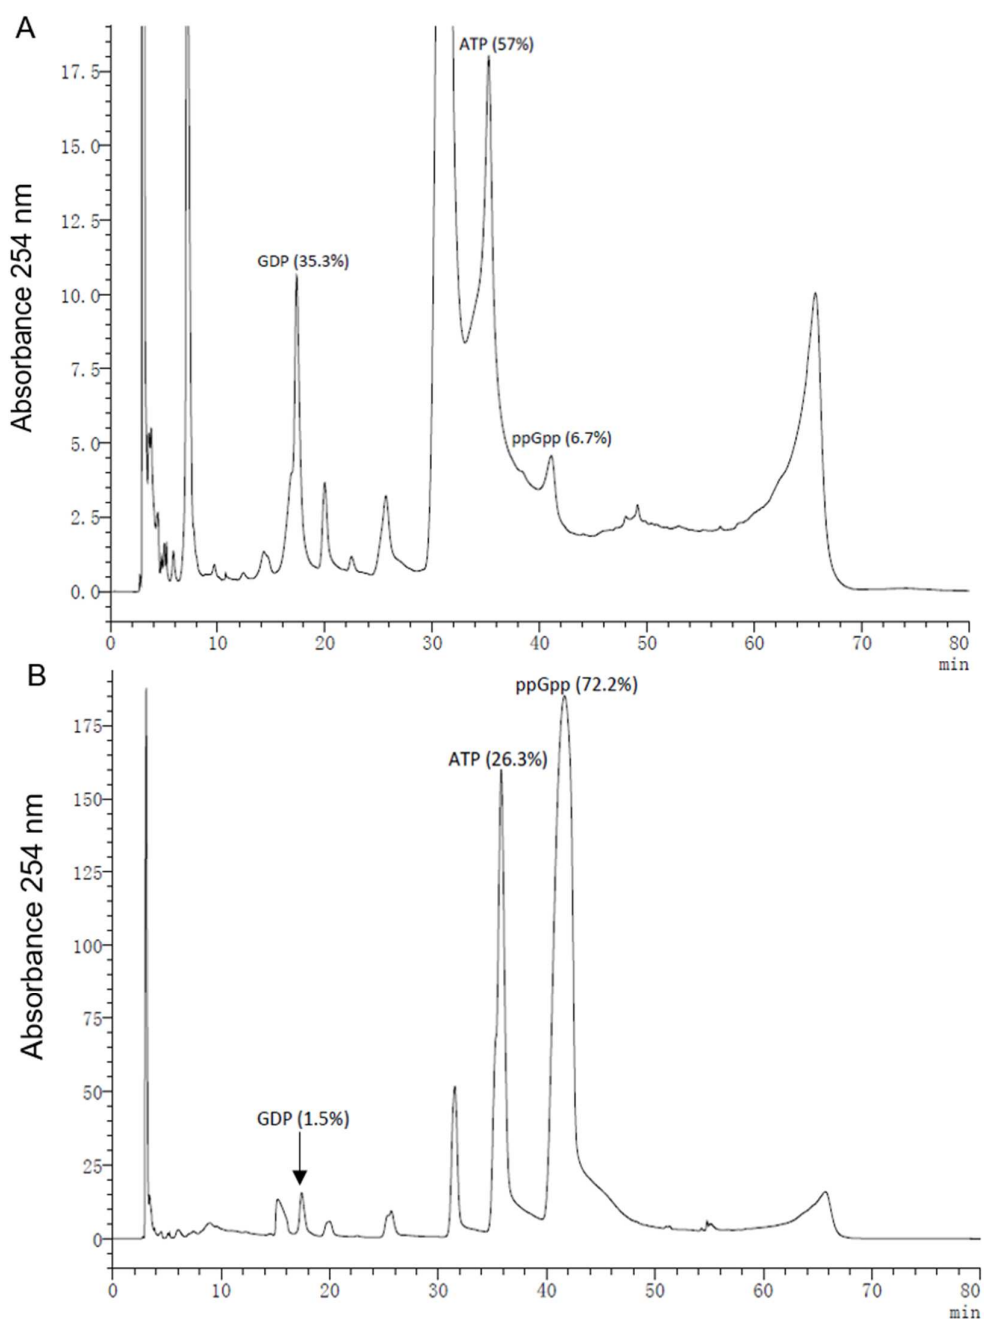 A
ATP (57%)
17.5
15.0
12.5
GDP (35.3%)
10.0
7.5
ppGpp (6.7%)
5.0
2.5
0.0
Absorbance 254 nm
0 10 20 30 40 50 60 70 80
min
B
ppGpp (72.2%)
175
ATP (26.3%)
150
125
100
75
50
GDP (1.5%)
25
0
Absorbance 254 nm
0 10 20 30 40 50 60 70 80
min